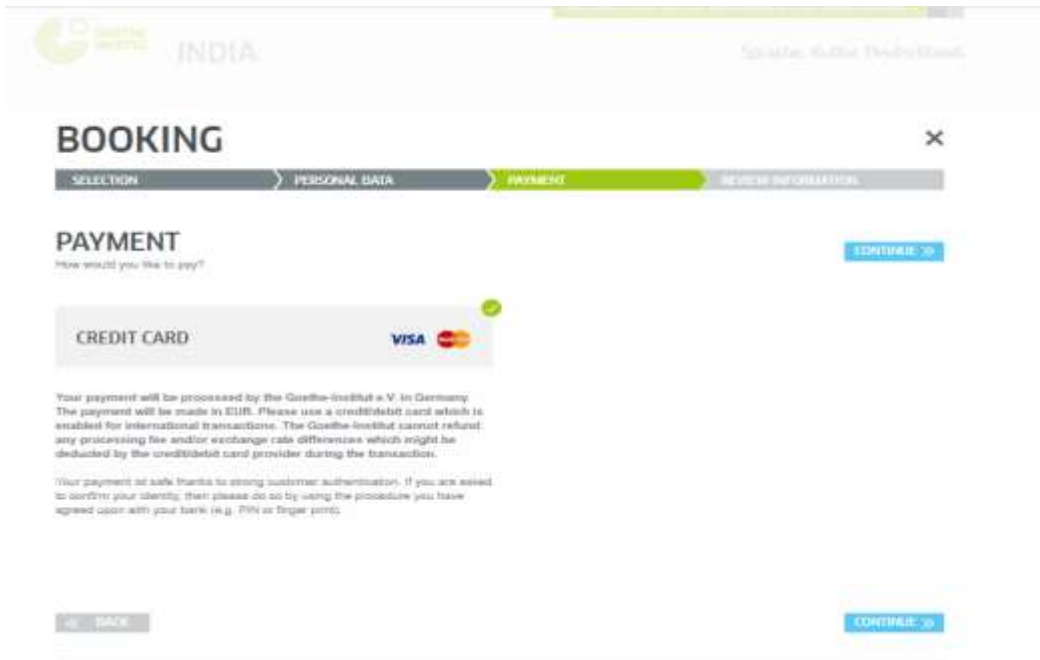 GOETHE
INSTITUT
INDIA
Sprache. Kultur. Deutschland.
BOOKING
SELECTION
PERSONAL DATA
PAYMENT
REVIEW INFORMATION
PAYMENT
How would you like to pay?
CONTINUE
CREDIT CARD
VISA
MasterCard
Your payment will be processed by the Goethe-Institut e.V. in Germany.
The payment will be made in EUR. Please use a credit/debit card which is
enabled for international transactions. The Goethe-Institut cannot refund
any processing fee and/or exchange rate differences which might be
deducted by the credit/debit card provider during the transaction.
Your payment is safe thanks to strong customer authentication. If you are asked
to confirm your identity, then please do so by using the procedure you have
agreed upon with your bank (e.g. PIN or finger print).
BACK
CONTINUE